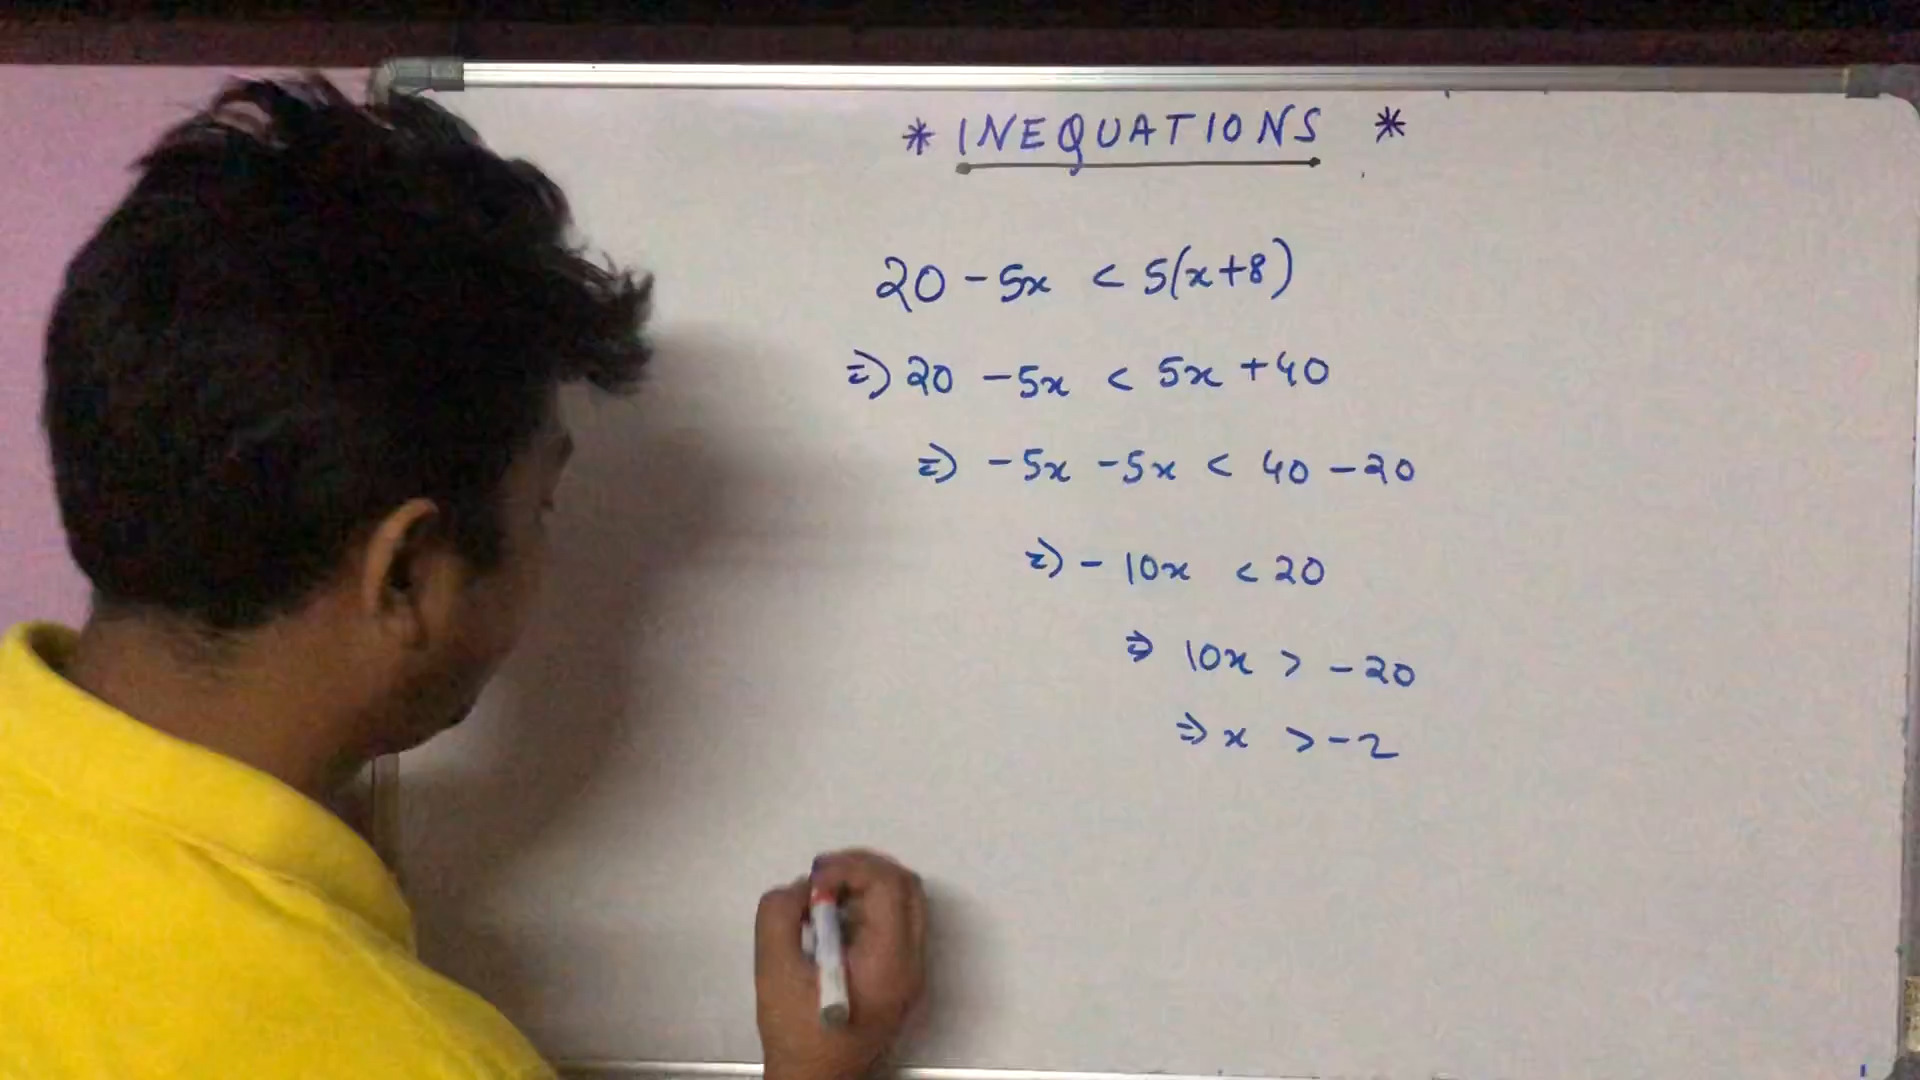 * INEQUATIONS *
20 - 5x < 5(x+8)
⇒ 20 - 5x < 5x + 40
⇒ - 5x - 5x < 40 - 20
⇒ - 10x < 20
⇒ 10x > - 20
⇒ x > - 2